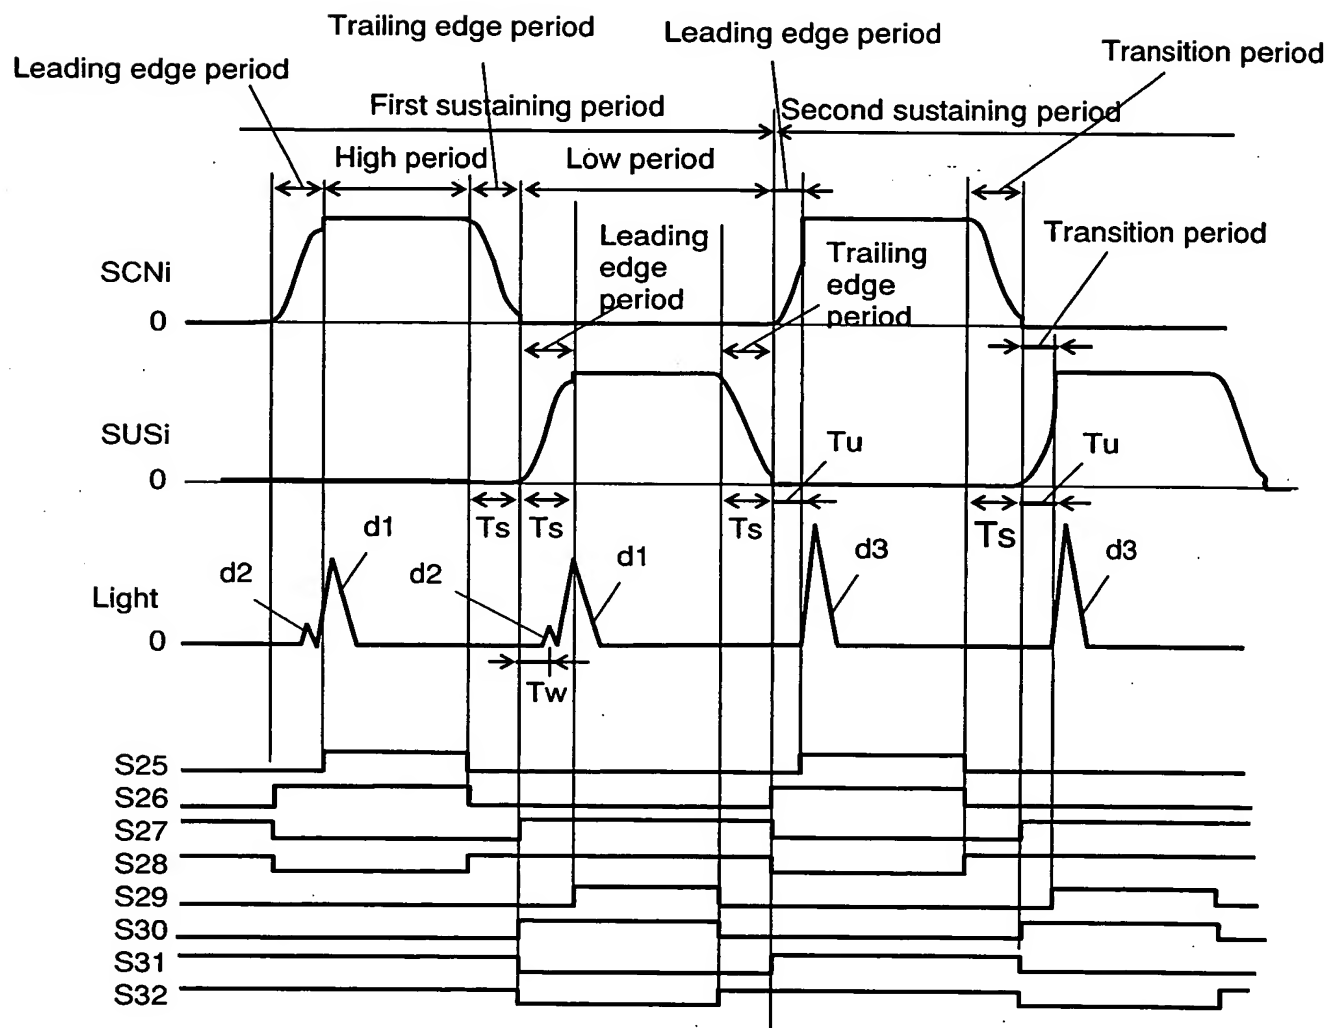 Trailing edge period
Leading edge period
Transition period
Leading edge period
First sustaining period
Second sustaining period
High period
Low period
Leading
edge
period
Trailing
edge
period
Transition period
SCNi
0
SUSi
0
Tu
Tu
Ts
Ts
Ts
Ts
d1
d2
d2
d1
d3
d3
Light
0
Tw
S25
S26
S27
S28
S29
S30
S31
S32